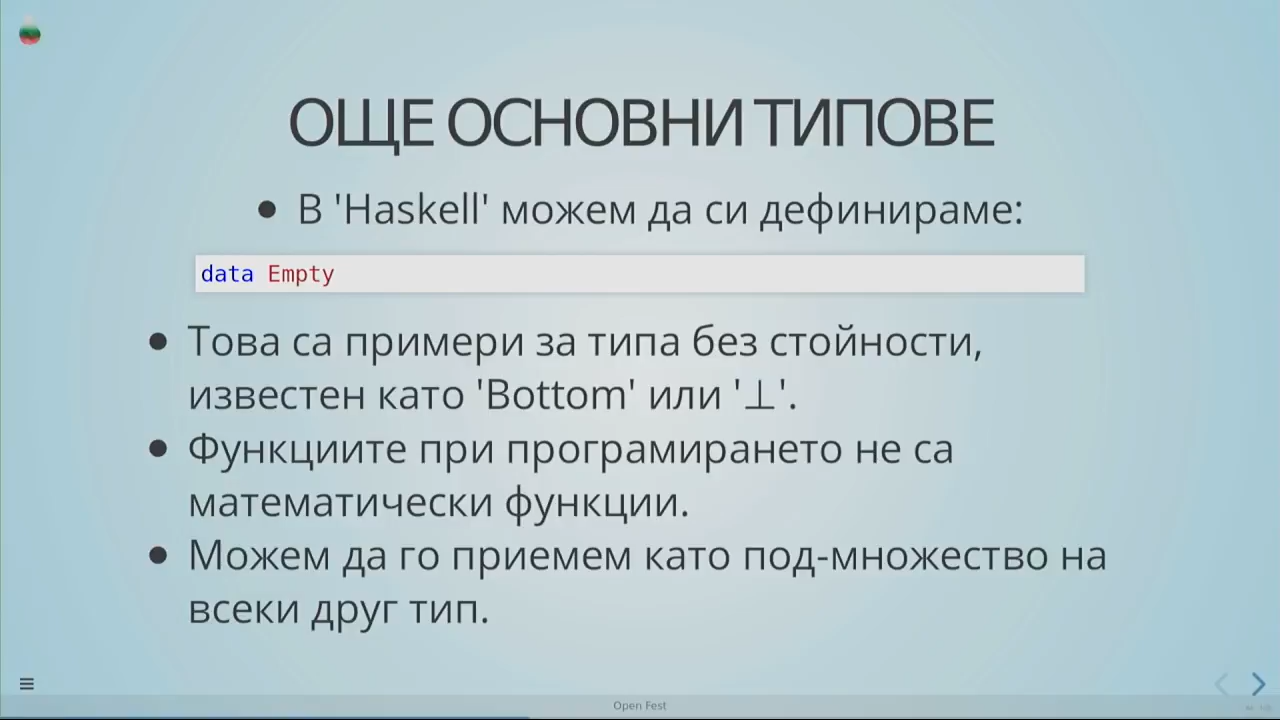 ОЩЕ ОСНОВНИ ТИПОВЕ
• В 'Haskell' можем да си дефинираме:
data Empty
• Това са примери за типа без стойности,
известен като 'Bottom' или '⊥'.
• Функциите при програмирането не са
математически функции.
• Можем да го приемем като под-множество на
всеки друг тип.
Open Fest